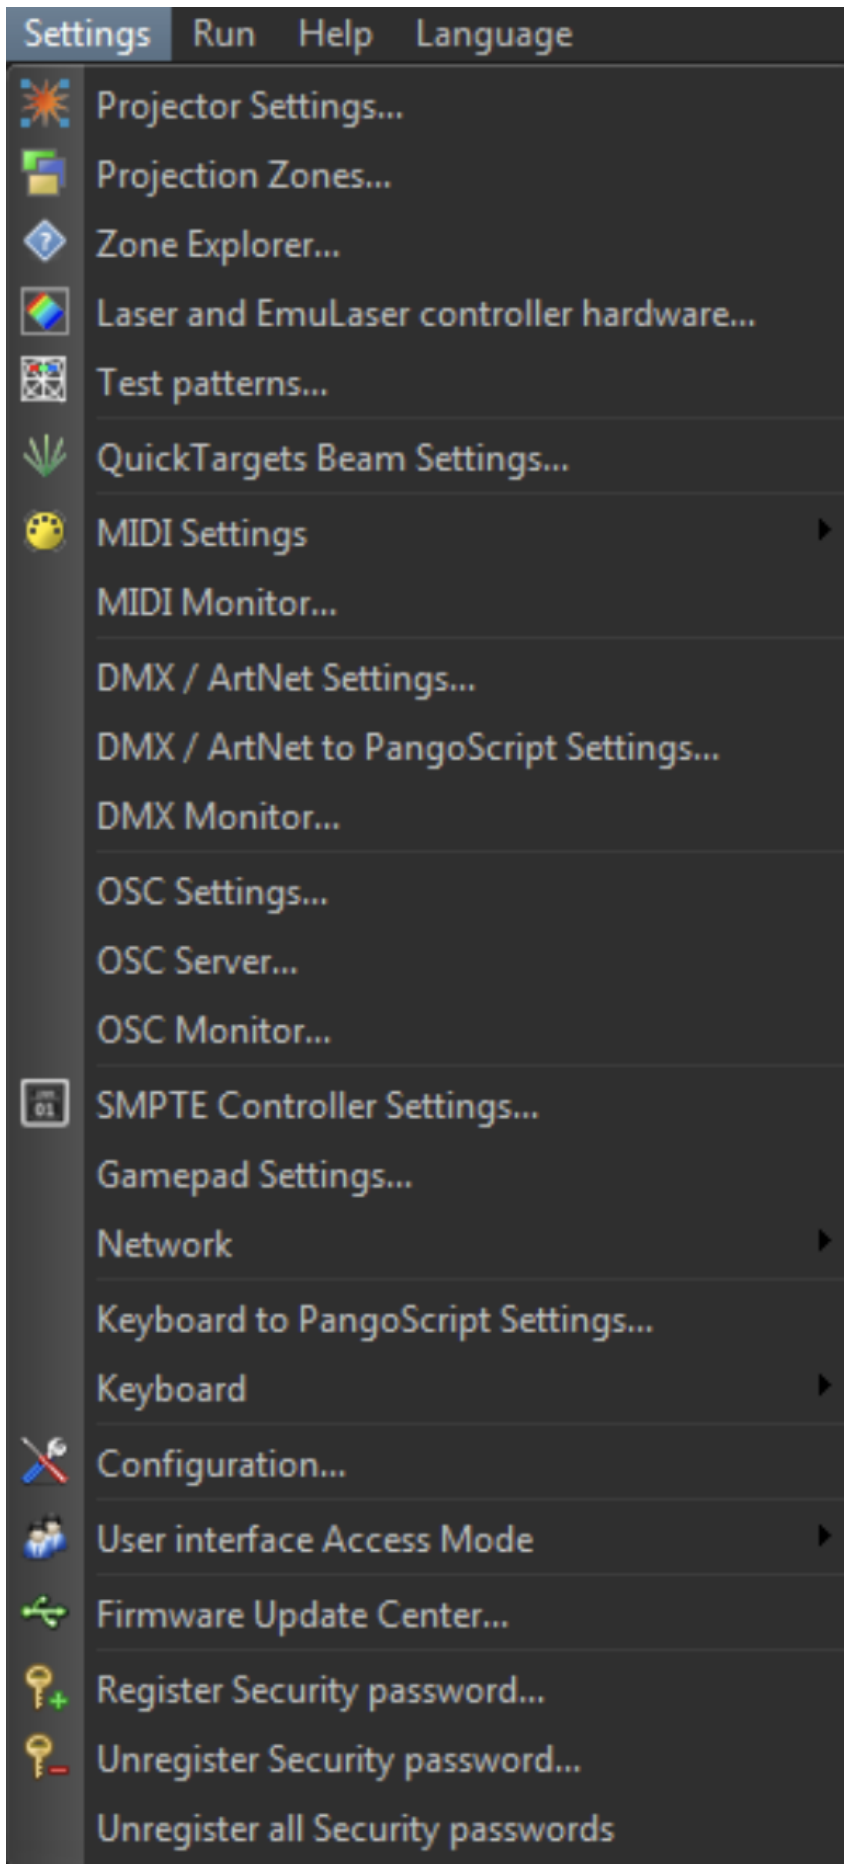 Settings Run Help Language
Projector Settings...
Projection Zones...
Zone Explorer...
Laser and EmuLaser controller hardware...
Test patterns...
QuickTargets Beam Settings...
MIDI Settings
MIDI Monitor...
DMX / ArtNet Settings...
DMX / ArtNet to PangoScript Settings...
DMX Monitor...
OSC Settings...
OSC Server...
OSC Monitor...
01
SMPTE Controller Settings...
Gamepad Settings...
Network
Keyboard to PangoScript Settings...
Keyboard
Configuration...
User interface Access Mode
Firmware Update Center...
Register Security password...
Unregister Security password...
Unregister all Security passwords